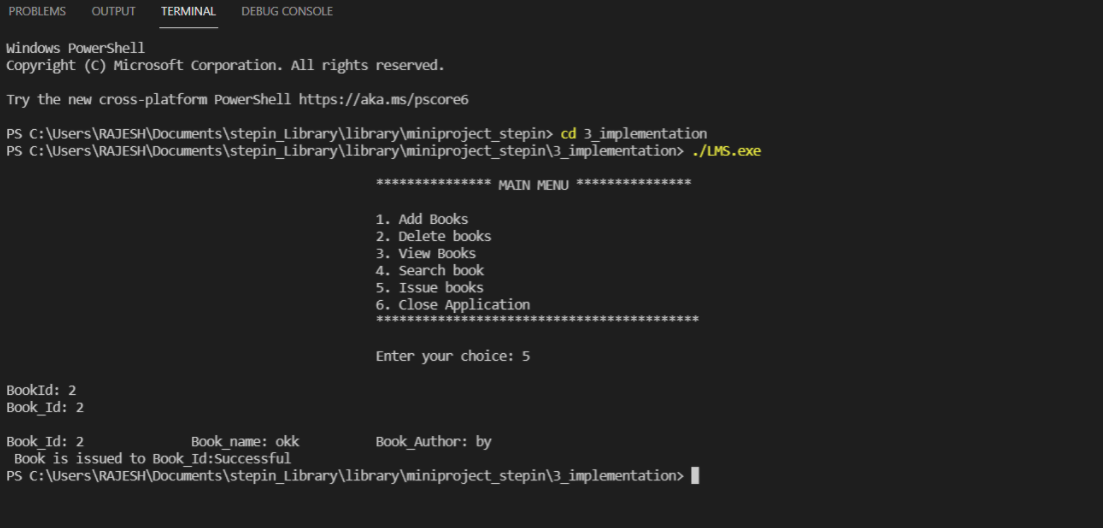 PROBLEMS OUTPUT TERMINAL DEBUG CONSOLE
Windows PowerShell
Copyright (C) Microsoft Corporation. All rights reserved.
Try the new cross-platform PowerShell https://aka.ms/pscore6
PS C:\Users\RAJESH\Documents\stepin_Library\library\miniproject_stepin> cd 3_implementation
PS C:\Users\RAJESH\Documents\stepin_Library\library\miniproject_stepin\3_implementation> ./LMS.exe
*************** MAIN MENU ***************
1. Add Books
2. Delete books
3. View Books
4. Search book
5. Issue books
6. Close Application
******************************************
Enter your choice: 5
BookId: 2
Book_Id: 2
Book_Id: 2 Book_name: okk Book_Author: by
Book is issued to Book_Id:Successful
PS C:\Users\RAJESH\Documents\stepin_Library\library\miniproject_stepin\3_implementation>